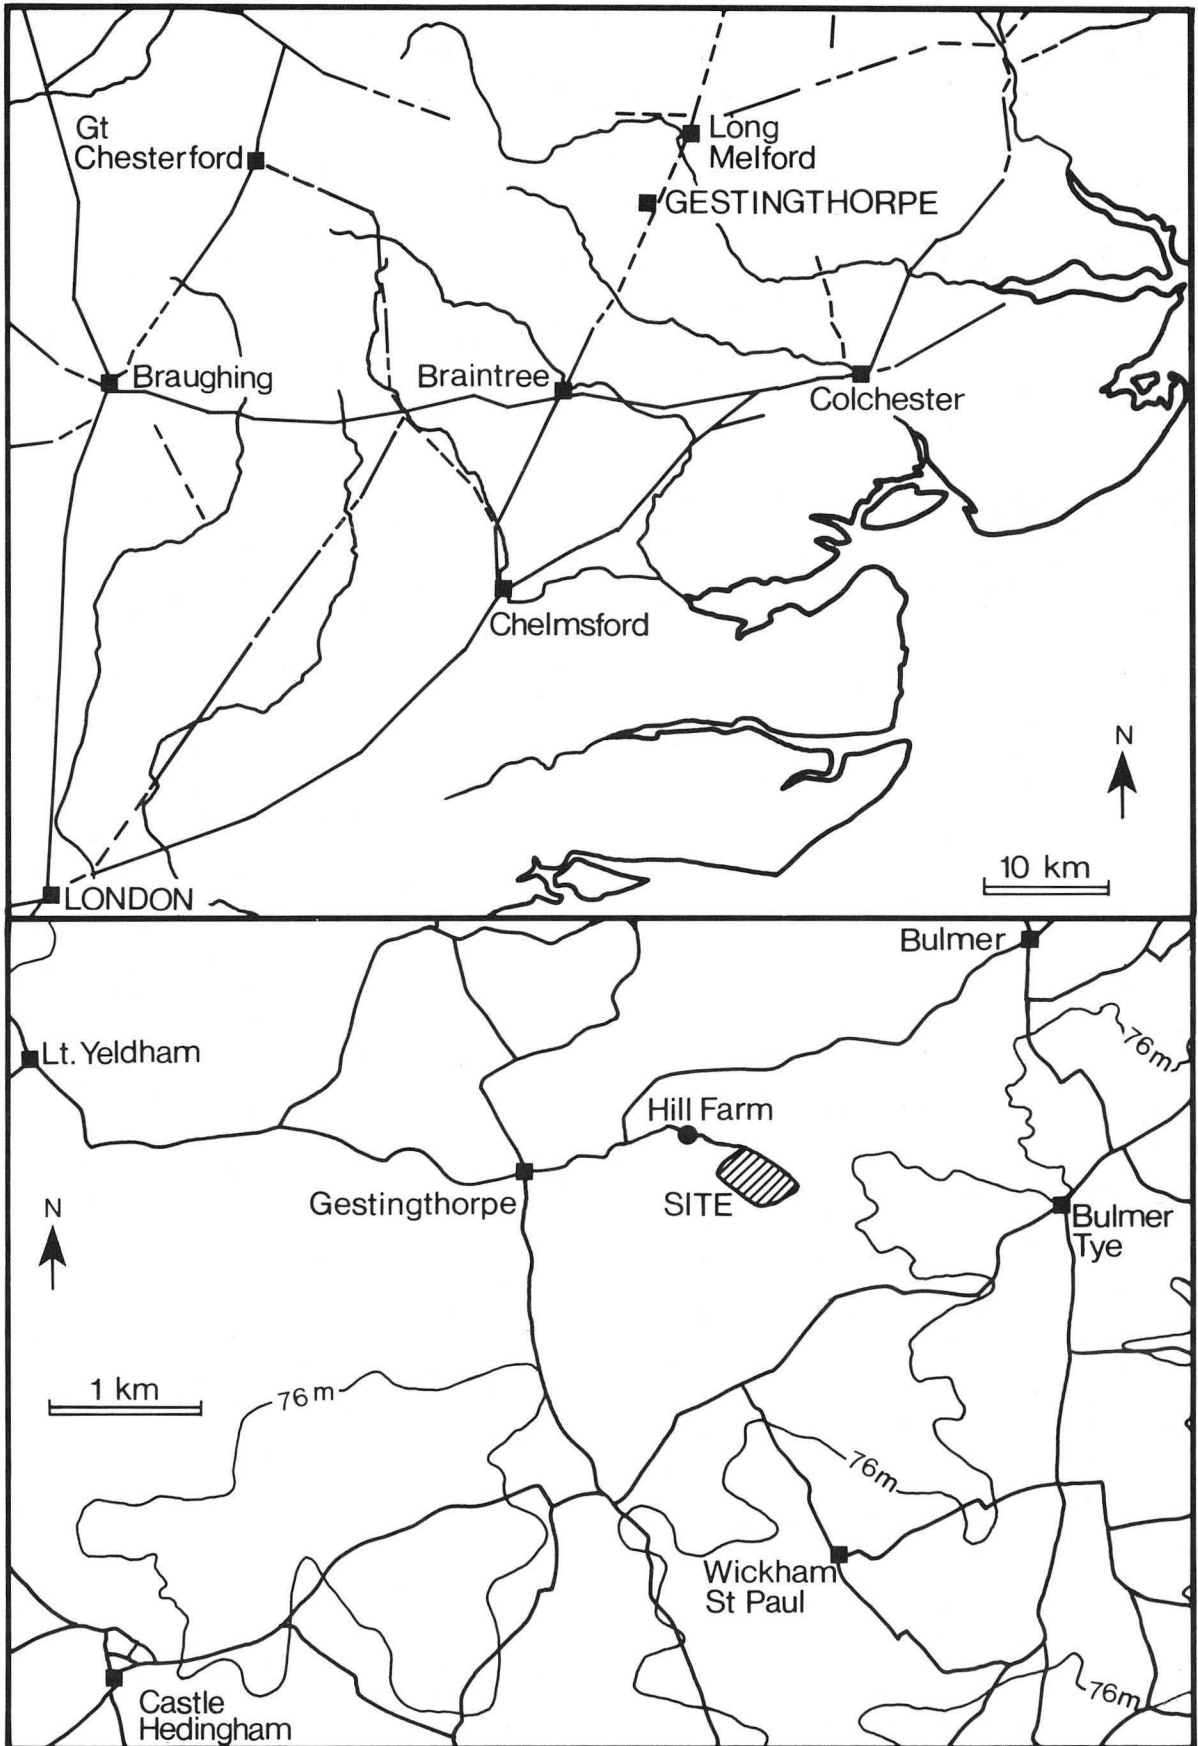 Gt
Chesterford
Long
Melford
GESTINGTHORPE
Braughing
Braintree
Colchester
Chelmsford
N
10 km
LONDON
Bulmer
76m
Lt. Yeldham
Hill Farm
Gestingthorpe
SITE
N
Bulmer
Tye
1 km
76m
76m
Wickham
St Paul
76m
Castle
Hedingham